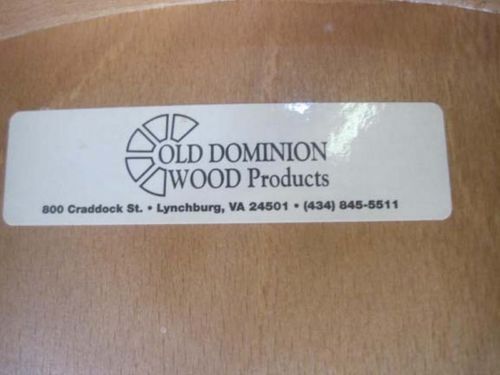 OLD DOMINION
WOOD Products
800 Craddock St. • Lynchburg, VA 24501 • (434) 845-5511